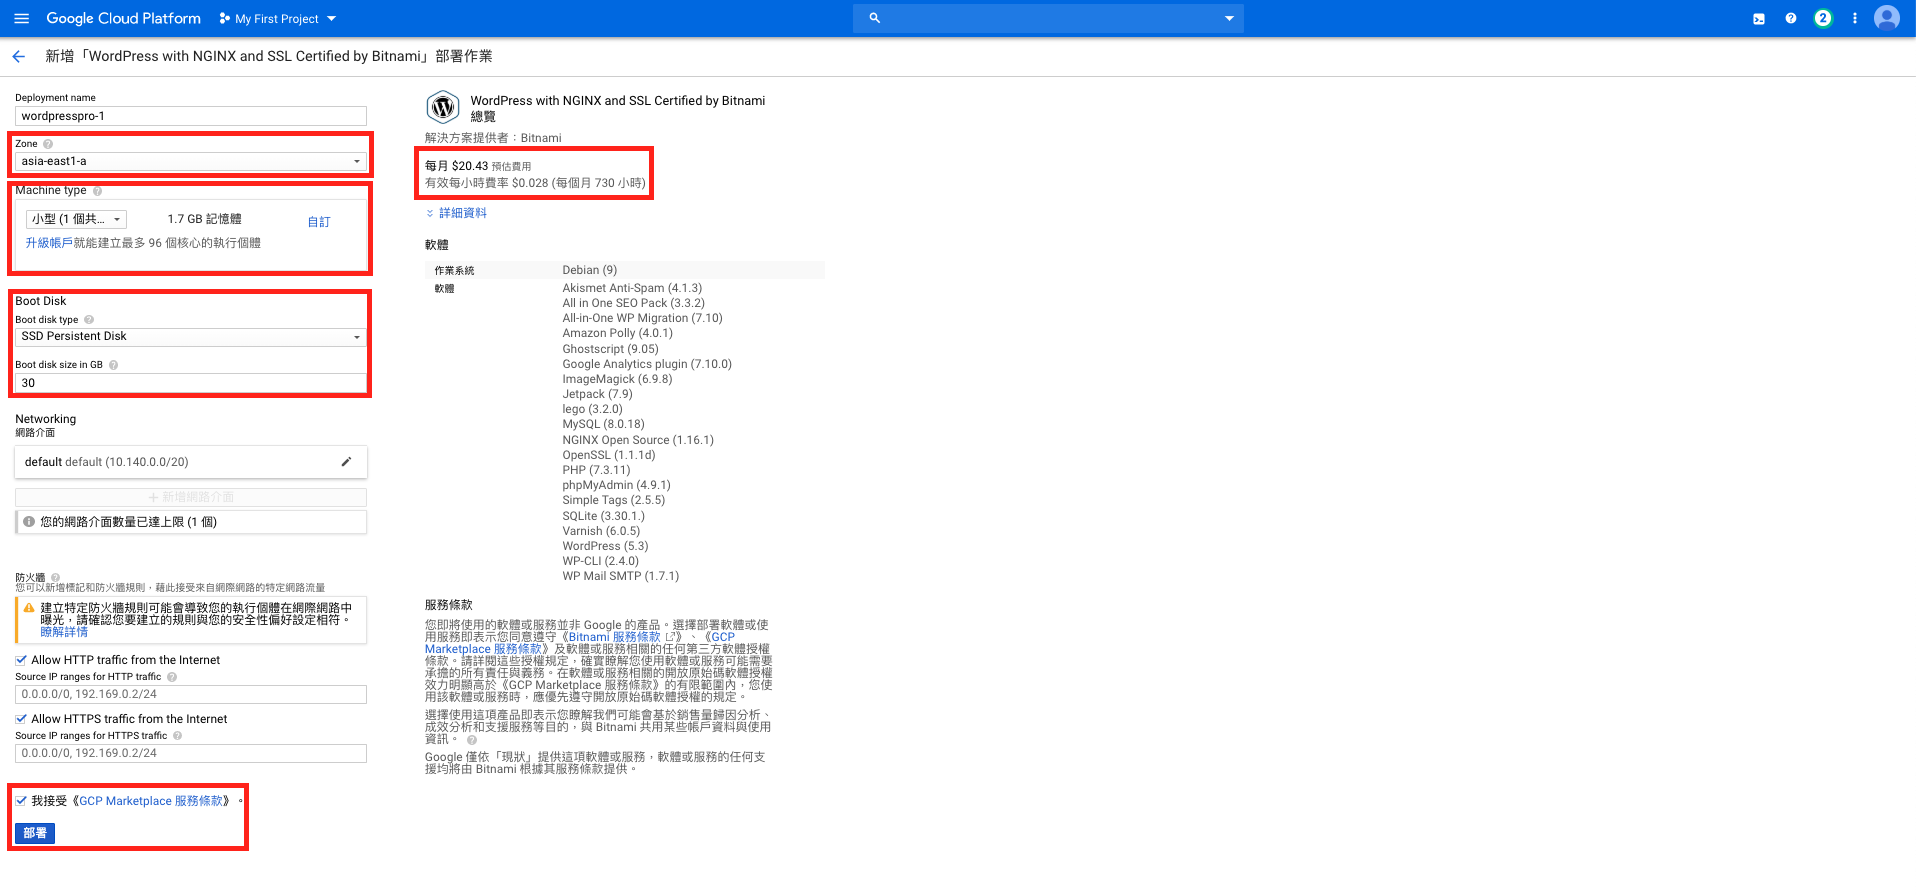 Google Cloud Platform
My First Project
2
新增「WordPress with NGINX and SSL Certified by Bitnami」部署作業
Deployment name
wordpresspro-1
Zone
asia-east1-a
Machine type
小型 (1 個共...
1.7 GB 記憶體
自訂
升級帳戶就能建立最多 96 個核心的執行個體
Boot Disk
Boot disk type
SSD Persistent Disk
Boot disk size in GB
30
Networking
網路介面
default default (10.140.0.0/20)
+ 新增網路介面
您的網路介面數量已達上限 (1 個)
防火牆
您可以新增標記和防火牆規則，藉此接受來自網際網路的特定網路流量
建立特定防火牆規則可能會導致您的執行個體在網際網路中
曝光，請確認您要建立的規則與您的安全性偏好設定相符。
瞭解詳情
Allow HTTP traffic from the Internet
Source IP ranges for HTTP traffic
0.0.0.0/0, 192.169.0.2/24
Allow HTTPS traffic from the Internet
Source IP ranges for HTTPS traffic
0.0.0.0/0, 192.169.0.2/24
我接受《GCP Marketplace 服務條款》。
部署
WordPress with NGINX and SSL Certified by Bitnami
總覽
解決方案提供者：Bitnami
每月 $20.43 預估費用
有效每小時費率 $0.028 (每個月 730 小時)
詳細資料
軟體
作業系統 Debian (9)
軟體 Akismet Anti-Spam (4.1.3)
All in One SEO Pack (3.3.2)
All-in-One WP Migration (7.10)
Amazon Polly (4.0.1)
Ghostscript (9.05)
Google Analytics plugin (7.10.0)
ImageMagick (6.9.8)
Jetpack (7.9)
lego (3.2.0)
MySQL (8.0.18)
NGINX Open Source (1.16.1)
OpenSSL (1.1.1d)
PHP (7.3.11)
phpMyAdmin (4.9.1)
Simple Tags (2.5.5)
SQLite (3.30.1.)
Varnish (6.0.5)
WordPress (5.3)
WP-CLI (2.4.0)
WP Mail SMTP (1.7.1)
服務條款
您即將使用的軟體或服務並非 Google 的產品。選擇部署軟體或使
用服務即表示您同意遵守《Bitnami 服務條款》、《GCP
Marketplace 服務條款》及軟體或服務相關的任何第三方軟體授權
條款。請詳閱這些授權規定，確實瞭解您使用軟體或服務可能需要
承擔的所有責任與義務。在軟體或服務相關的開放原始碼軟體授權
效力明顯高於《GCP Marketplace 服務條款》的有限範圍內，您使
用該軟體或服務時，應優先遵守開放原始碼軟體授權的規定。
選擇使用這項產品即表示您瞭解我們可能會基於銷售量歸因分析、
成效分析和支援服務等目的，與 Bitnami 共用某些帳戶資料與使用
資訊。
Google 僅依「現狀」提供這項軟體或服務，軟體或服務的任何支
援均將由 Bitnami 根據其服務條款提供。